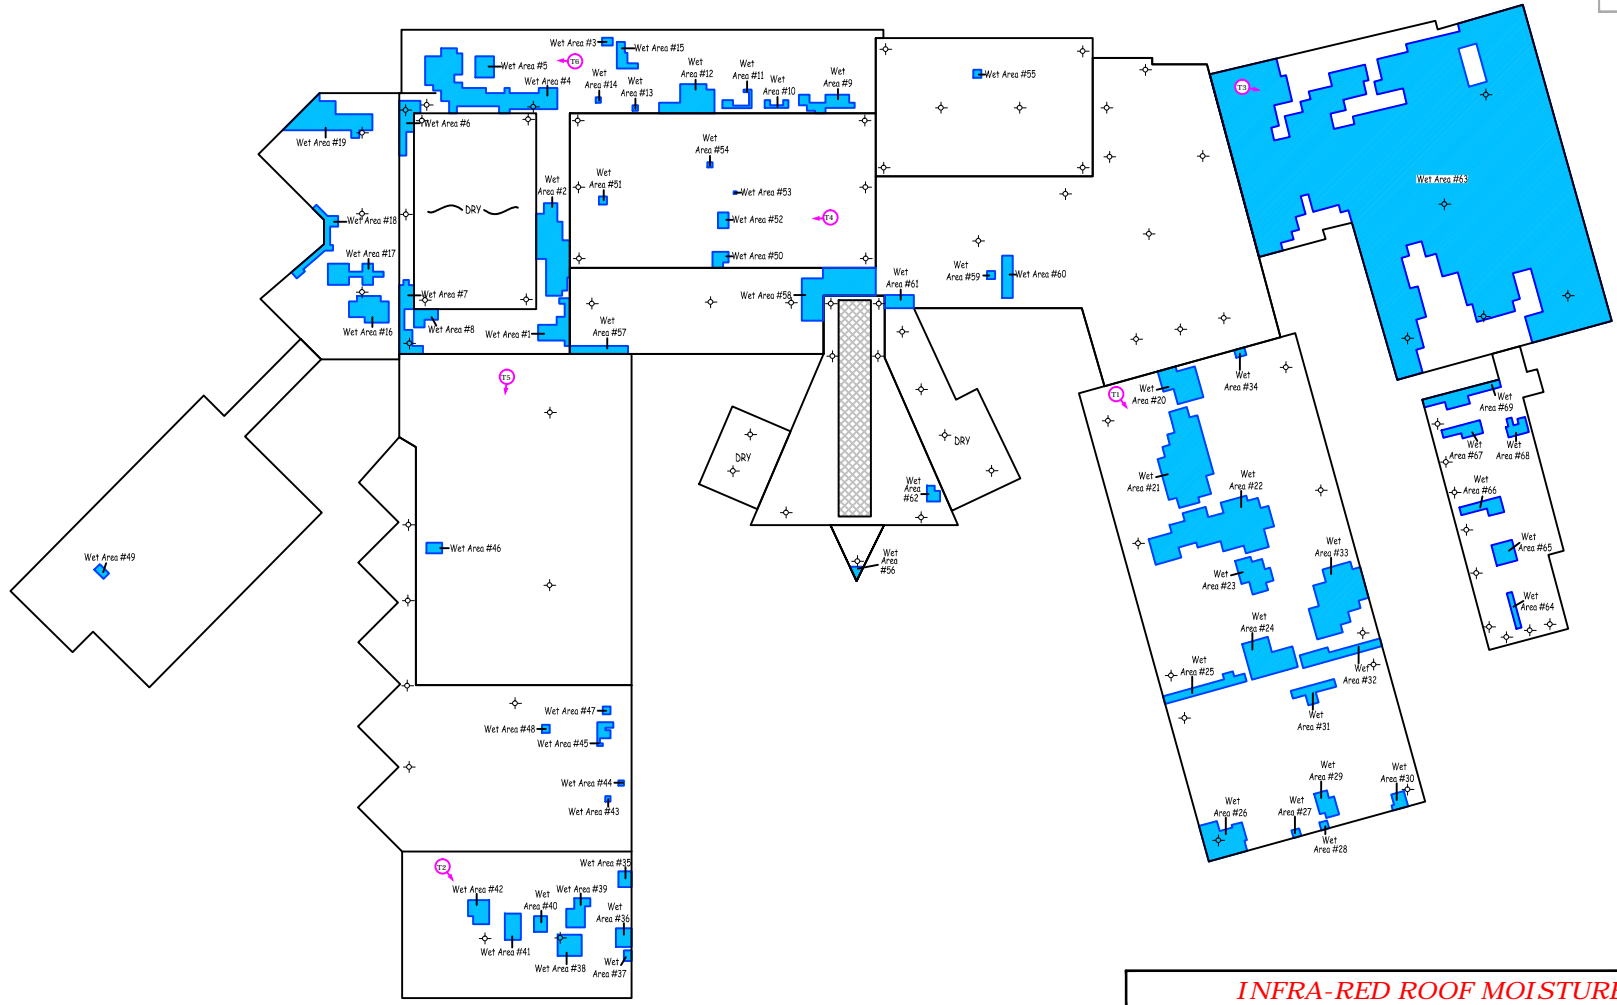 Wet Area #3
Wet Area #15
T6
Wet Area #5
Wet Area #4
Wet
Area
#14
Wet
Area
#13
Wet
Area #12
Wet
Area
#11
Wet
Area
#10
Wet
Area #9
Wet Area #55
T3
Wet Area #6
Wet Area #19
Wet
Area
#54
Wet
Area
#2
Wet
Area
#51
Wet Area #53
Wet Area #63
DRY
Wet Area #52
T4
Wet Area #18
Wet Area #17
Wet Area #50
Wet Area
#59
Wet Area #60
Wet Area #7
Wet Area #58
Wet
Area
#61
Wet Area #16
Wet Area #8
Wet Area #1
Wet
Area #57
T5
T1
Wet
Area #20
Wet
Area
#34
Wet
Area
#69
DRY
DRY
Wet
Area
#67
Wet
Area
#68
Wet
Area
#62
Wet
Area
#21
Wet
Area #22
Wet
Area
#66
Wet Area #46
Wet Area #49
Wet
Area
#56
Wet
Area
#33
Wet
Area
#65
Wet
Area
#23
Wet
Area
#64
Wet
Area
#24
Wet
Area #25
Wet
Area
#32
Wet Area #47
Wet Area #48
Wet Area #45
Wet
Area
#31
Wet Area #44
Wet Area #43
Wet
Area
#29
Wet
Area
#30
Wet
Area
#26
Wet
Area
#27
Wet
Area
#28
T2
Wet Area #35
Wet Area #42
Wet
Area
#40
Wet Area #39
Wet
Area
#36
Wet Area #41
Wet Area #38
Wet
Area
#37
INFRA-RED ROOF MOISTURE